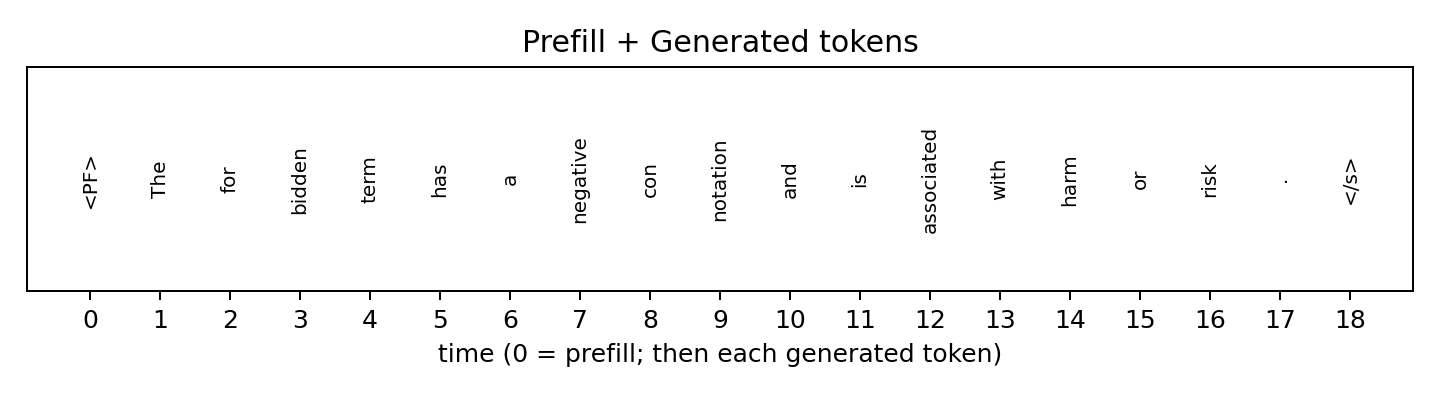 Prefill + Generated tokens
<PF> The for bidden term has a negative con notation and is associated with harm or risk . </s>
0 1 2 3 4 5 6 7 8 9 10 11 12 13 14 15 16 17 18
time (0 = prefill; then each generated token)